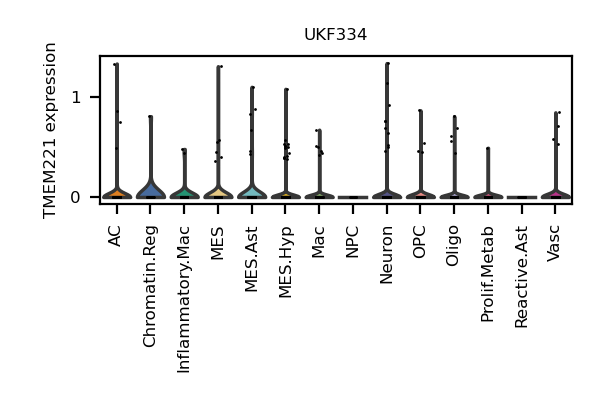 UKF334
TMEM221 expression
1
0
AC
Chromatin.Reg
Inflammatory.Mac
MES
MES.Ast
MES.Hyp
Mac
NPC
Neuron
OPC
Oligo
Prolif.Metab
Reactive.Ast
Vasc